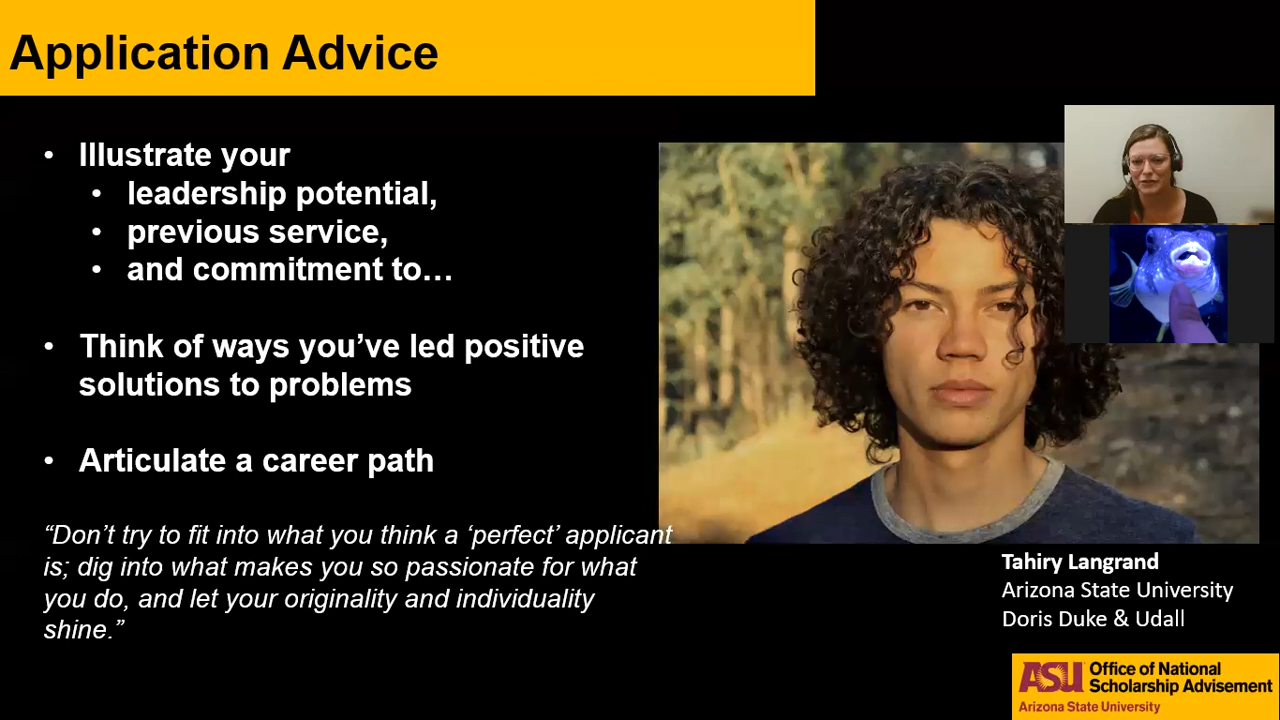 Application Advice
• Illustrate your
• leadership potential,
• previous service,
• and commitment to…
• Think of ways you’ve led positive
solutions to problems
• Articulate a career path
“Don’t try to fit into what you think a ‘perfect’ applicant
is; dig into what makes you so passionate for what
you do, and let your originality and individuality
shine.”
Tahiry Langrand
Arizona State University
Doris Duke & Udall
ASU Office of National
Scholarship Advisement
Arizona State University